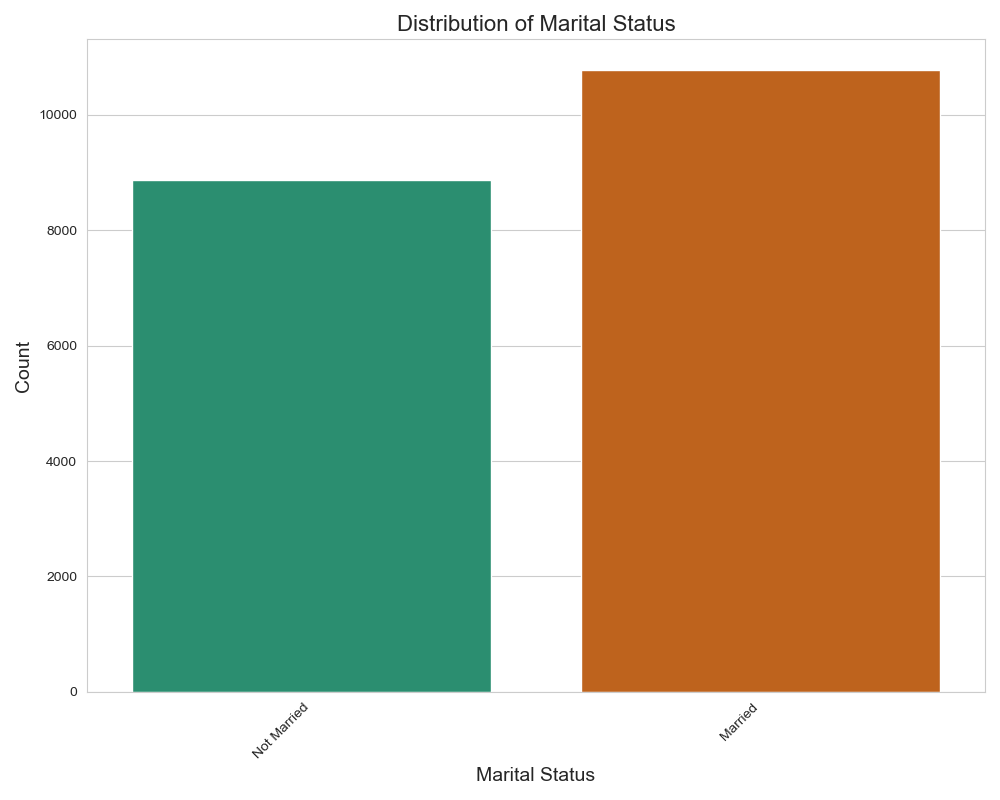 Distribution of Marital Status
Count
10000
8000
6000
4000
2000
0
Not Married
Married
Marital Status